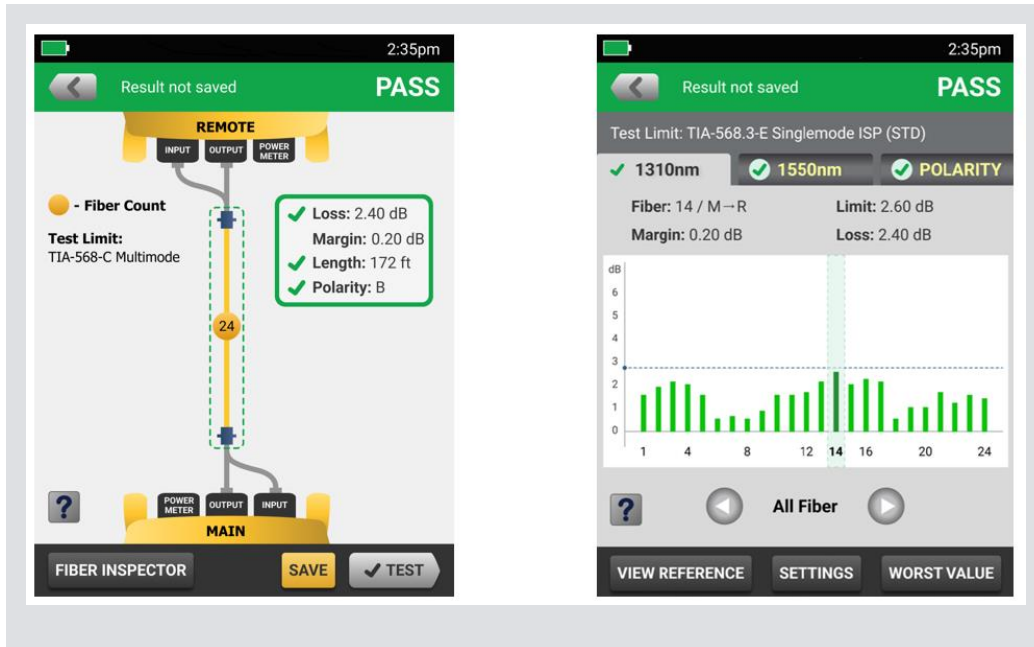 2:35pm
Result not saved PASS
REMOTE
INPUT OUTPUT POWER METER
- Fiber Count
Test Limit:
TIA-568-C Multimode
Loss: 2.40 dB
Margin: 0.20 dB
Length: 172 ft
Polarity: B
24
?
POWER METER OUTPUT INPUT
MAIN
FIBER INSPECTOR SAVE TEST
2:35pm
Result not saved PASS
Test Limit: TIA-568.3-E Singlemode ISP (STD)
1310nm 1550nm POLARITY
Fiber: 14 / M→R Limit: 2.60 dB
Margin: 0.20 dB Loss: 2.40 dB
dB
6
5
4
3
2
1
0
1 4 8 12 14 16 20 24
? All Fiber
VIEW REFERENCE SETTINGS WORST VALUE